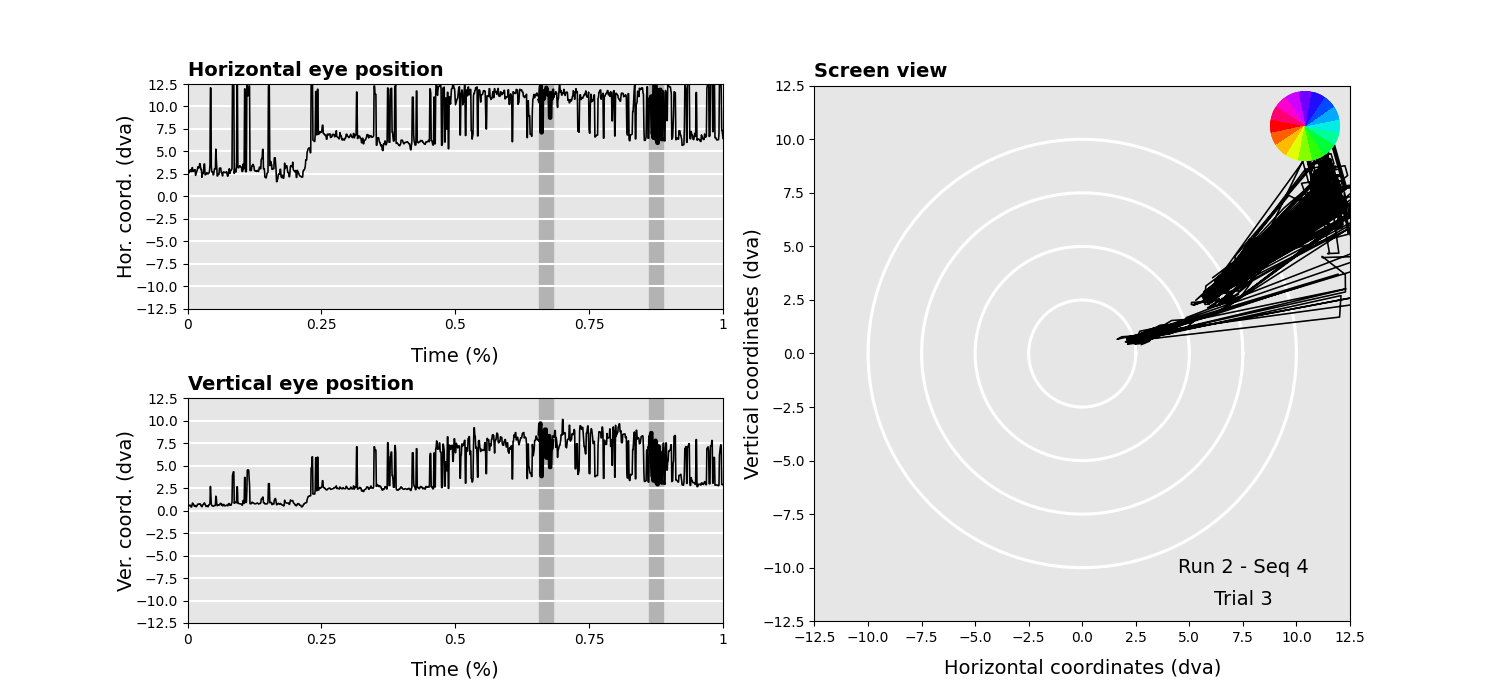 Horizontal eye position
12.5
10.0
7.5
5.0
2.5
0.0
−2.5
−5.0
−7.5
−10.0
−12.5
Hor. coord. (dva)
0 0.25 0.5 0.75 1
Time (%)
Vertical eye position
12.5
10.0
7.5
5.0
2.5
0.0
−2.5
−5.0
−7.5
−10.0
−12.5
Ver. coord. (dva)
0 0.25 0.5 0.75 1
Time (%)
Screen view
12.5
10.0
7.5
5.0
2.5
0.0
−2.5
−5.0
−7.5
−10.0
−12.5
Vertical coordinates (dva)
Run 2 - Seq 4
Trial 3
−12.5 −10.0 −7.5 −5.0 −2.5 0.0 2.5 5.0 7.5 10.0 12.5
Horizontal coordinates (dva)